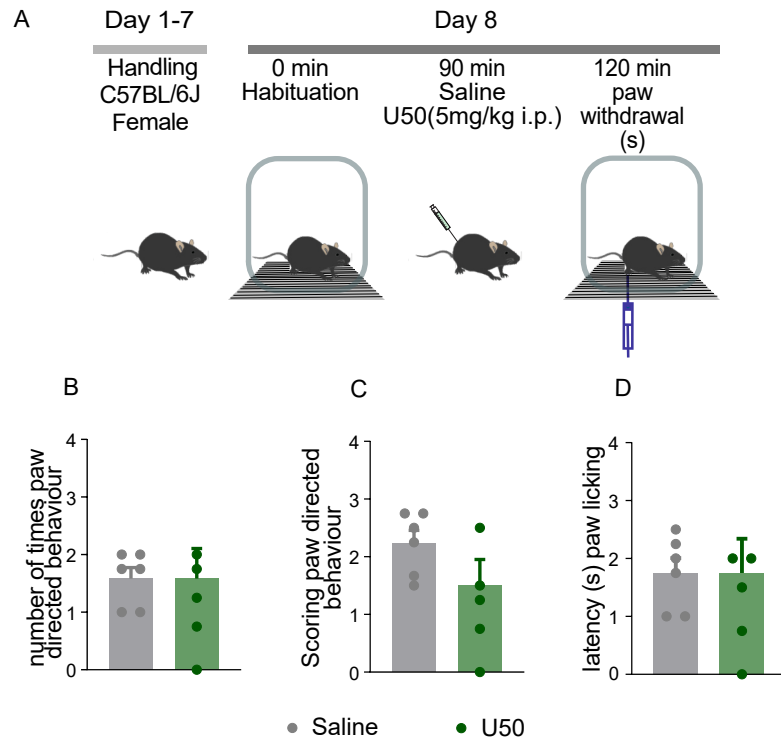 A
Day 1-7
Day 8
Handling
C57BL/6J
Female
0 min
Habituation
90 min
Saline
U50(5mg/kg i.p.)
120 min
paw
withdrawal
(s)
B
number of times paw
directed behaviour
4
3
2
1
0
C
Scoring paw directed
behaviour
4
3
2
1
0
D
latency (s) paw licking
4
3
2
1
0
Saline
U50